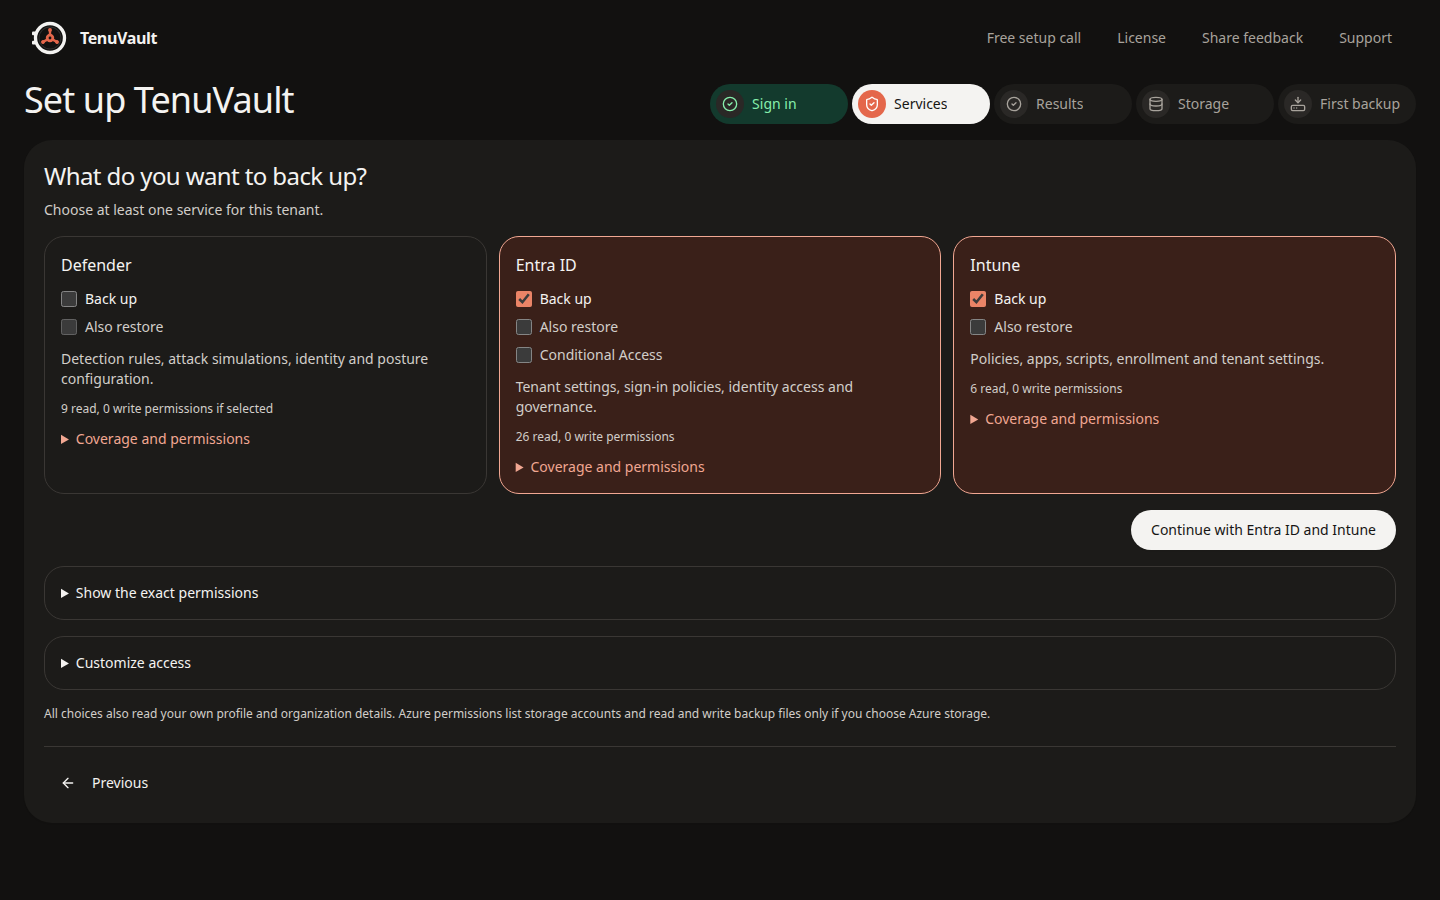 TenuVault
Free setup call
License
Share feedback
Support
Set up TenuVault
Sign in
Services
Results
Storage
First backup
What do you want to back up?
Choose at least one service for this tenant.
Defender
Back up
Also restore
Detection rules, attack simulations, identity and posture
configuration.
9 read, 0 write permissions if selected
Coverage and permissions
Entra ID
Back up
Also restore
Conditional Access
Tenant settings, sign-in policies, identity access and
governance.
26 read, 0 write permissions
Coverage and permissions
Intune
Back up
Also restore
Policies, apps, scripts, enrollment and tenant settings.
6 read, 0 write permissions
Coverage and permissions
Continue with Entra ID and Intune
Show the exact permissions
Customize access
All choices also read your own profile and organization details. Azure permissions list storage accounts and read and write backup files only if you choose Azure storage.
Previous